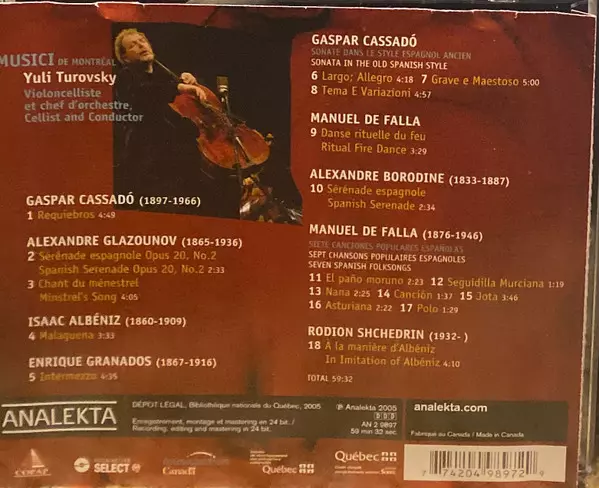 MUSICI DE MONTRÉAL
Yuli Turovsky
Violoncelliste
et chef d'orchestre,
Cellist and Conductor
GASPAR CASSADÓ (1897-1966)
1 Requiebros 4:49
ALEXANDRE GLAZOUNOV (1865-1936)
2 Sérénade espagnole Opus 20, No.2
Spanish Serenade Opus 20, No.2 2:33
3 Chant du ménestrel
Minstrel's Song 4:05
ISAAC ALBÉNIZ (1860-1909)
4 Malaguena 3:33
ENRIQUE GRANADOS (1867-1916)
5 Intermezzo 4:35
GASPAR CASSADÓ
SONATE DANS LE STYLE ESPAGNOL ANCIEN
SONATA IN THE OLD SPANISH STYLE
6 Largo; Allegro 4:18 7 Grave e Maestoso 5:00
8 Tema E Variazioni 4:57
MANUEL DE FALLA
9 Danse rituelle du feu
Ritual Fire Dance 3:29
ALEXANDRE BORODINE (1833-1887)
10 Sérénade espagnole
Spanish Serenade 2:34
MANUEL DE FALLA (1876-1946)
SIETE CANCIONES POPULARES ESPAÑOLAS
SEPT CHANSONS POPULAIRES ESPAGNOLES
SEVEN SPANISH FOLKSONGS
11 El paño moruno 2:23 12 Seguidilla Murciana 1:19
13 Nana 2:25 14 Canción 1:37 15 Jota 3:46
16 Asturiana 2:22 17 Polo 1:29
RODION SHCHEDRIN (1932- )
18 À la manière d'Albéniz
In Imitation of Albéniz 4:10
TOTAL 59:32
ANALEKTA
DÉPÔT LÉGAL, Bibliothèque nationale du Québec, 2005
Enregistrement, montage et mastering en 24 bit. /
Recording, editing and mastering in 24 bit.
℗ Analekta 2005
DDD
AN 2 9897
59 min 32 sec
analekta.com
Fabriqué au Canada / Made in Canada
SELECT
Canada
Québec
Québec
7 74204 98972 9